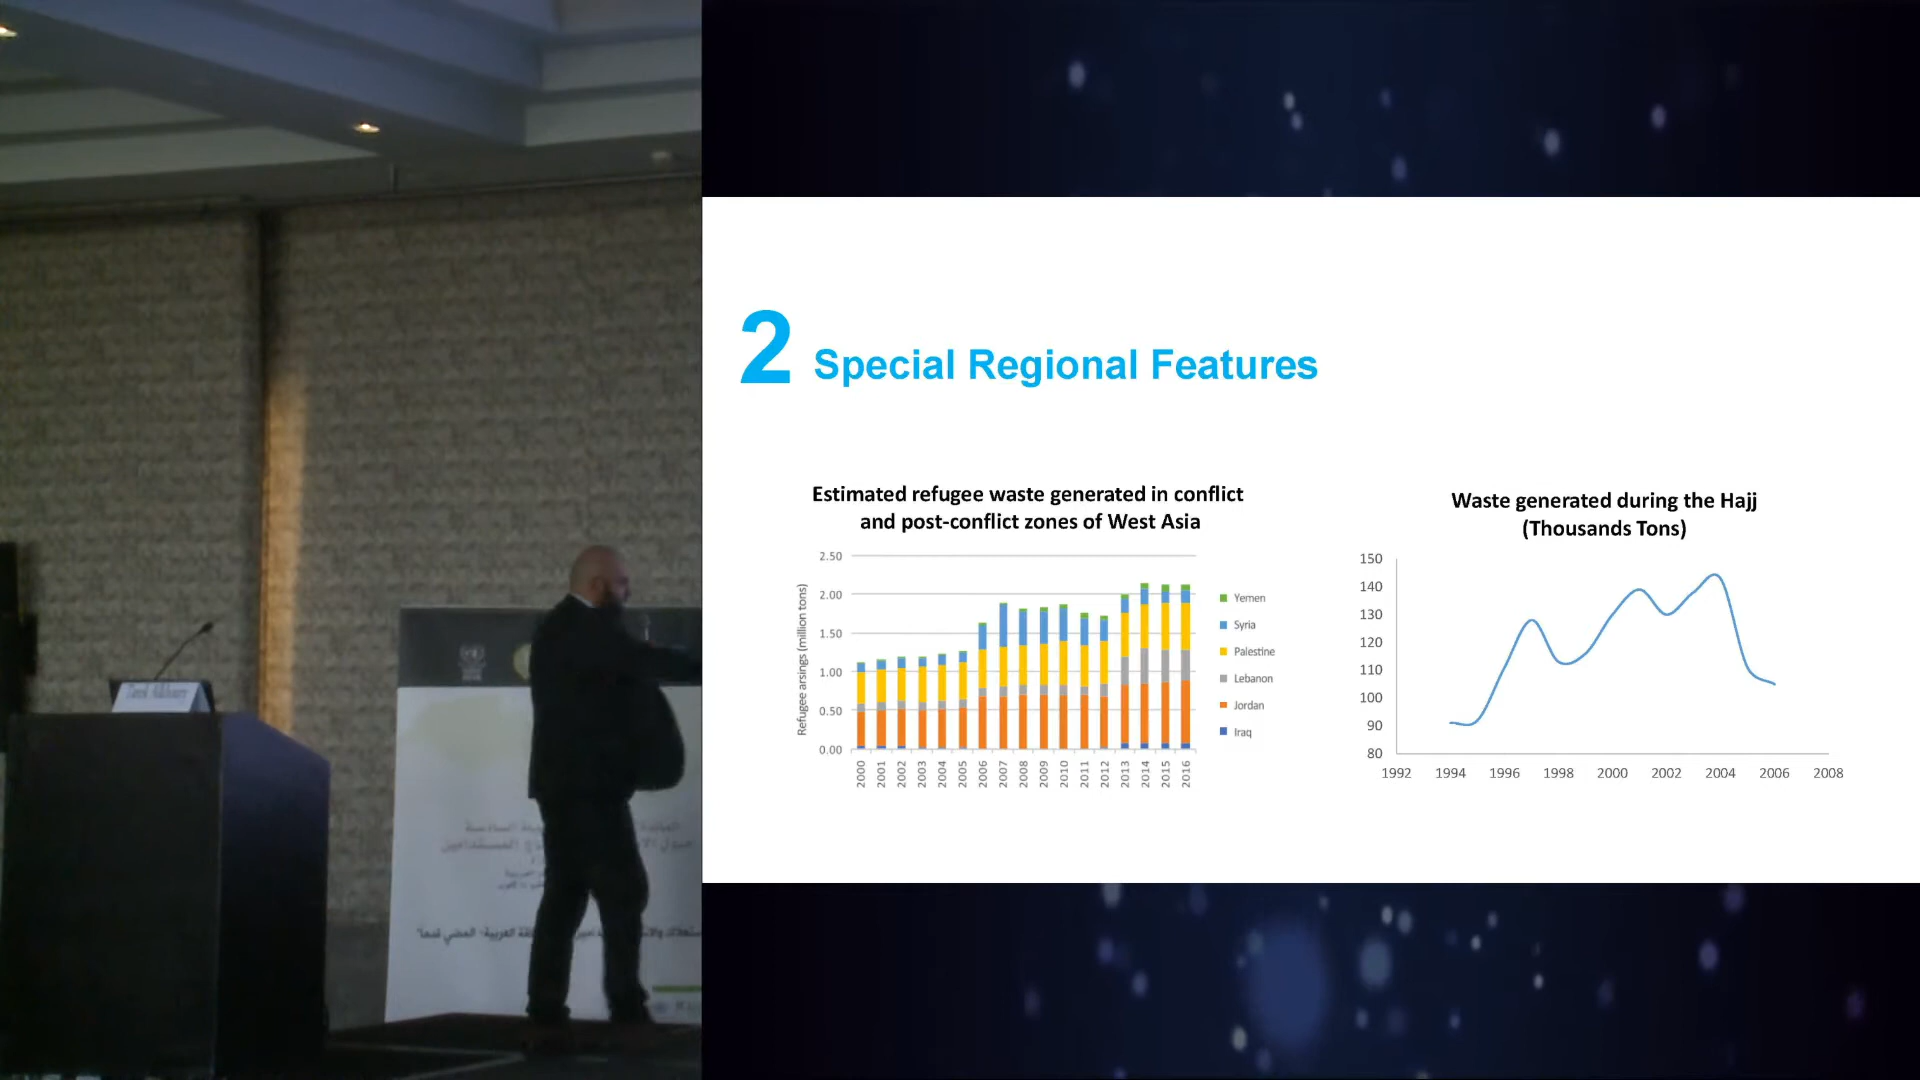 2 Special Regional Features
Estimated refugee waste generated in conflict
and post-conflict zones of West Asia
Refugee arsings (million tons)
2.50
2.00
1.50
1.00
0.50
0.00
2000 2001 2002 2003 2004 2005 2006 2007 2008 2009 2010 2011 2012 2013 2014 2015 2016
Yemen
Syria
Palestine
Lebanon
Jordan
Iraq
Waste generated during the Hajj
(Thousands Tons)
150
140
130
120
110
100
90
80
1992 1994 1996 1998 2000 2002 2004 2006 2008